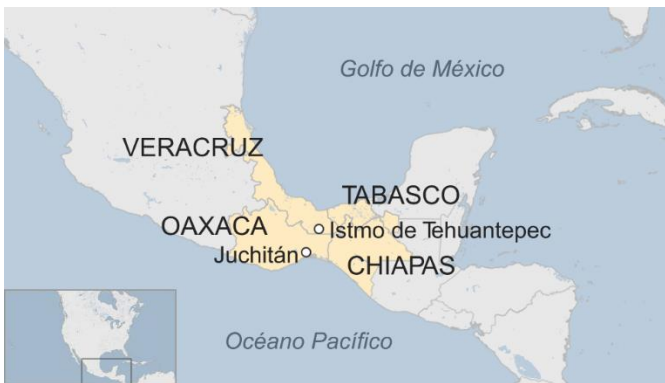 Golfo de México
VERACRUZ
TABASCO
OAXACA
Istmo de Tehuantepec
Juchitán
CHIAPAS
Océano Pacífico